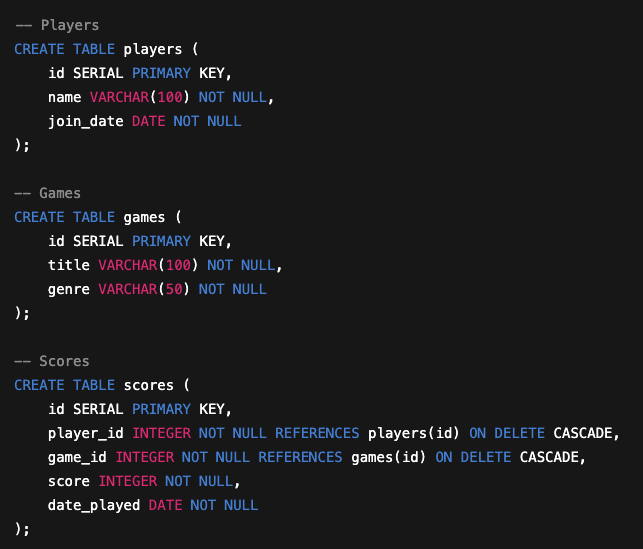 -- Players
CREATE TABLE players (
    id SERIAL PRIMARY KEY,
    name VARCHAR(100) NOT NULL,
    join_date DATE NOT NULL
);

-- Games
CREATE TABLE games (
    id SERIAL PRIMARY KEY,
    title VARCHAR(100) NOT NULL,
    genre VARCHAR(50) NOT NULL
);

-- Scores
CREATE TABLE scores (
    id SERIAL PRIMARY KEY,
    player_id INTEGER NOT NULL REFERENCES players(id) ON DELETE CASCADE,
    game_id INTEGER NOT NULL REFERENCES games(id) ON DELETE CASCADE,
    score INTEGER NOT NULL,
    date_played DATE NOT NULL
);